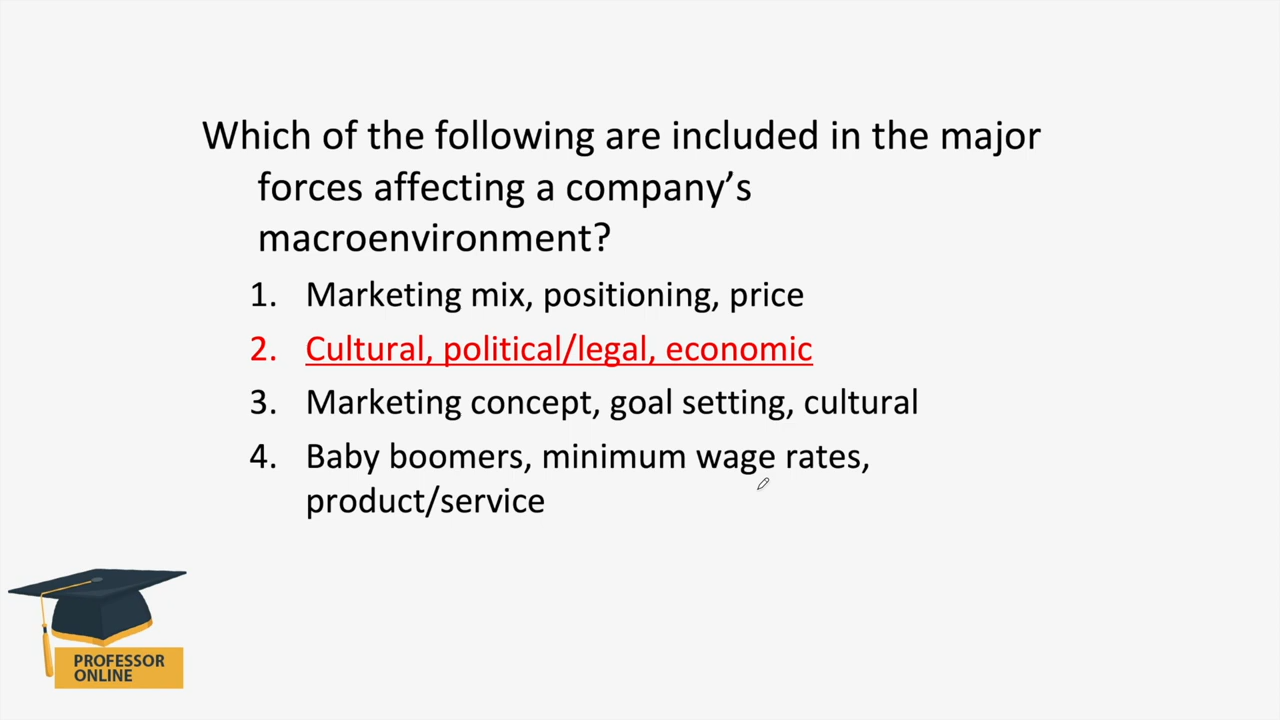 Which of the following are included in the major
forces affecting a company’s
macroenvironment?
1. Marketing mix, positioning, price
2. Cultural, political/legal, economic
3. Marketing concept, goal setting, cultural
4. Baby boomers, minimum wage rates,
product/service
PROFESSOR
ONLINE